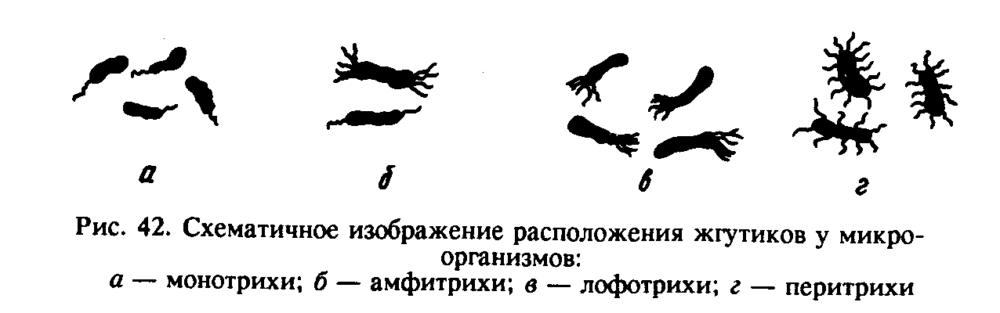 а б в г
Рис. 42. Схематичное изображение расположения жгутиков у микро-
организмов:
а — монотрихи; б — амфитрихи; в — лофотрихи; г — перитрихи